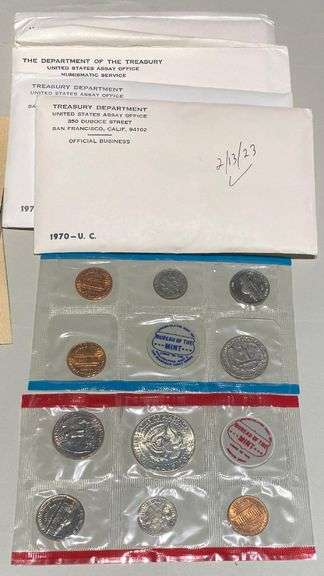 THE DEPARTMENT OF THE TREASURY
UNITED STATES ASSAY OFFICE
NUMISMATIC SERVICE
TREASURY DEPARTMENT
UNITED STATES ASSAY OFFICE
TREASURY DEPARTMENT
UNITED STATES ASSAY OFFICE
350 DUBOCE STREET
SAN FRANCISCO, CALIF. 94102
OFFICIAL BUSINESS
2/13/23
197
1970—U. C.
BUREAU OF THE
MINT
BUREAU OF THE
MINT